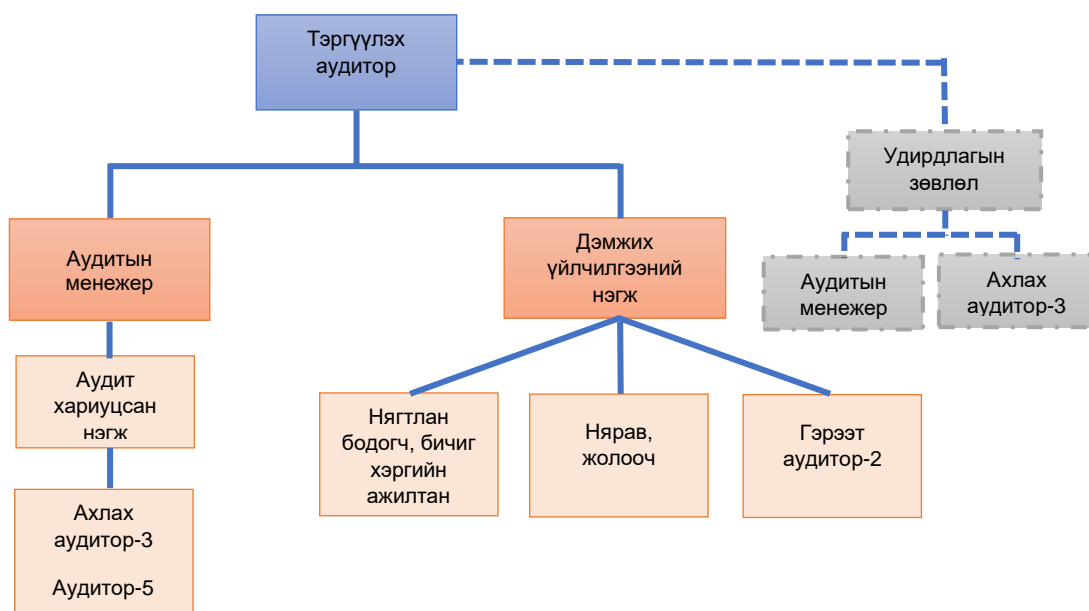 Тэргүүлэх
аудитор
Удирдлагын
зөвлөл
Аудитын
менежер
Дэмжих
үйлчилгээний
нэгж
Аудитын
менежер
Ахлах
аудитор-3
Аудит
хариуцсан
нэгж
Нягтлан
бодогч, бичиг
хэргийн
ажилтан
Нярав,
жолооч
Гэрээт
аудитор-2
Ахлах
аудитор-3
Аудитор-5